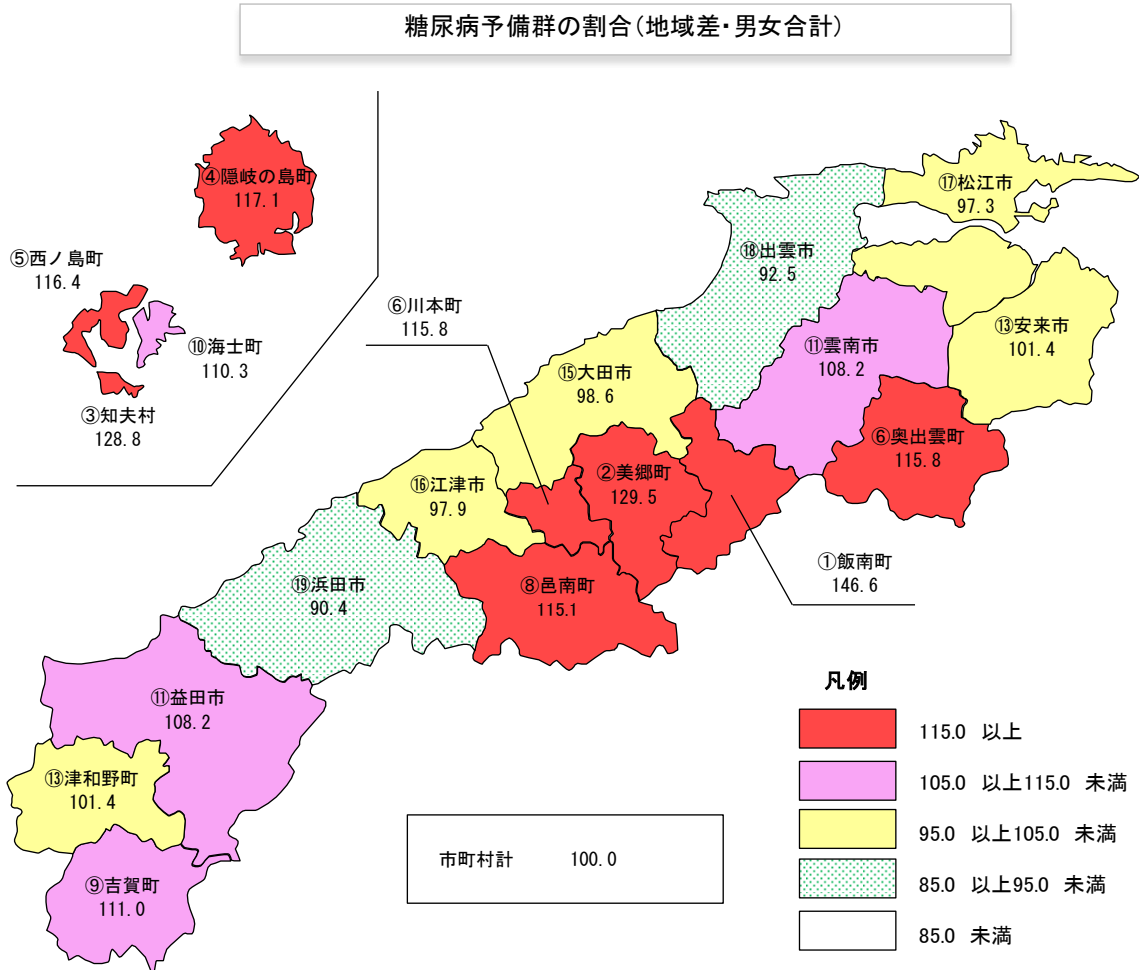 糖尿病予備群の割合(地域差・男女合計)
④隠岐の島町
117.1
⑤西ノ島町
116.4
⑩海士町
110.3
③知夫村
128.8
⑰松江市
97.3
⑱出雲市
92.5
⑬安来市
101.4
⑪雲南市
108.2
⑥奥出雲町
115.8
⑥川本町
115.8
⑮大田市
98.6
②美郷町
129.5
①飯南町
146.6
⑯江津市
97.9
⑧邑南町
115.1
⑲浜田市
90.4
⑪益田市
108.2
⑬津和野町
101.4
⑨吉賀町
111.0
市町村計 100.0
凡例
115.0 以上
105.0 以上115.0 未満
95.0 以上105.0 未満
85.0 以上95.0 未満
85.0 未満